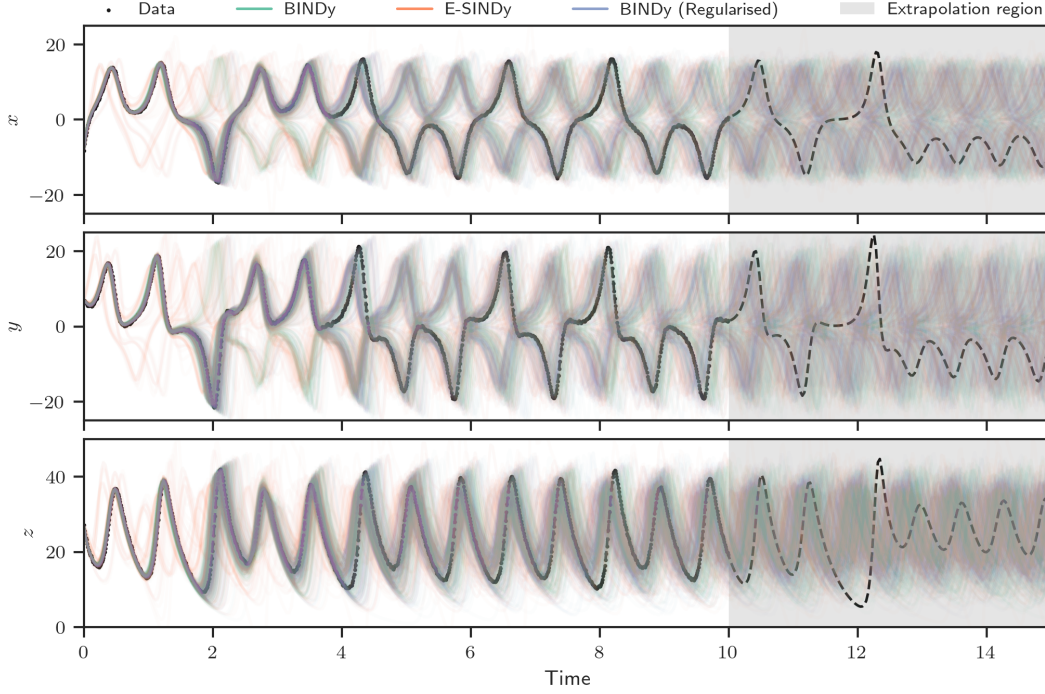 Data BINDy E-SINDy BINDy (Regularised) Extrapolation region
20
0
−20
x
20
0
−20
y
40
20
0
z
0 2 4 6 8 10 12 14
Time